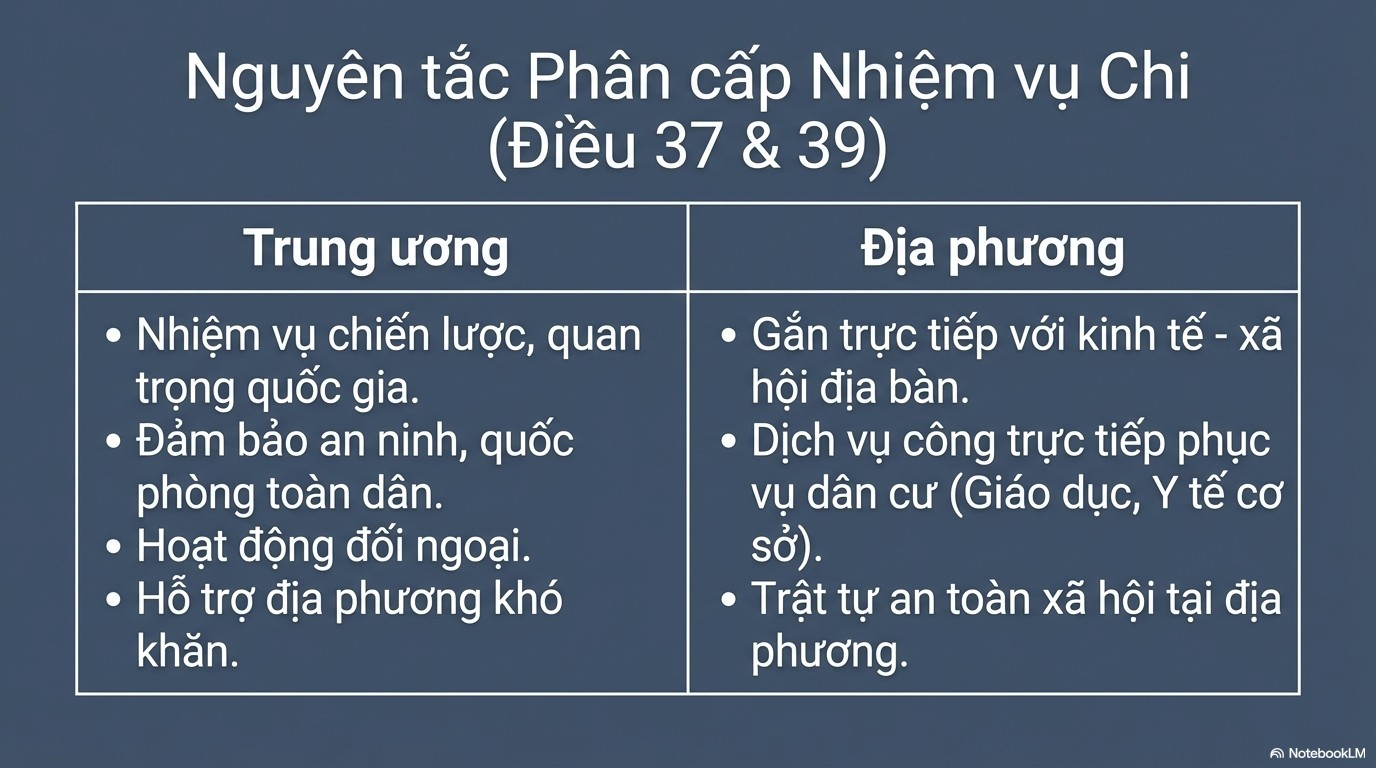 Nguyên tắc Phân cấp Nhiệm vụ Chi
(Điều 37 & 39)
Trung ương
Địa phương
• Nhiệm vụ chiến lược, quan
trọng quốc gia.
• Đảm bảo an ninh, quốc
phòng toàn dân.
• Hoạt động đối ngoại.
• Hỗ trợ địa phương khó
khăn.
• Gắn trực tiếp với kinh tế - xã
hội địa bàn.
• Dịch vụ công trực tiếp phục
vụ dân cư (Giáo dục, Y tế cơ
sở).
• Trật tự an toàn xã hội tại địa
phương.
NotebookLM